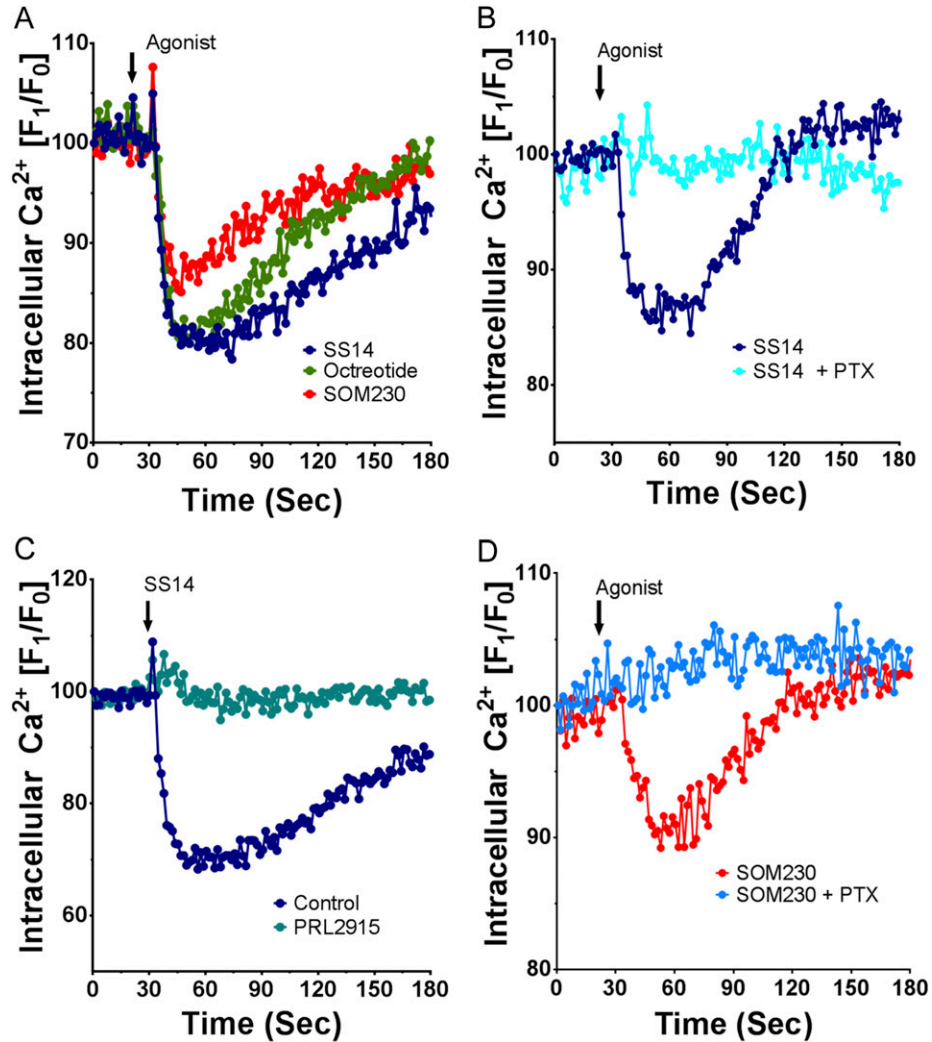 A
Agonist
Intracellular Ca2+ [F1/F0]
110
100
90
80
70
SS14
Octreotide
SOM230
0 30 60 90 120 150 180
Time (Sec)
B
Agonist
Intracellular Ca2+ [F1/F0]
110
100
90
80
SS14
SS14 + PTX
0 30 60 90 120 150 180
Time (Sec)
C
SS14
Intracellular Ca2+ [F1/F0]
120
100
80
60
Control
PRL2915
0 30 60 90 120 150 180
Time (Sec)
D
Agonist
Intracellular Ca2+ [F1/F0]
110
100
90
80
SOM230
SOM230 + PTX
0 30 60 90 120 150 180
Time (Sec)